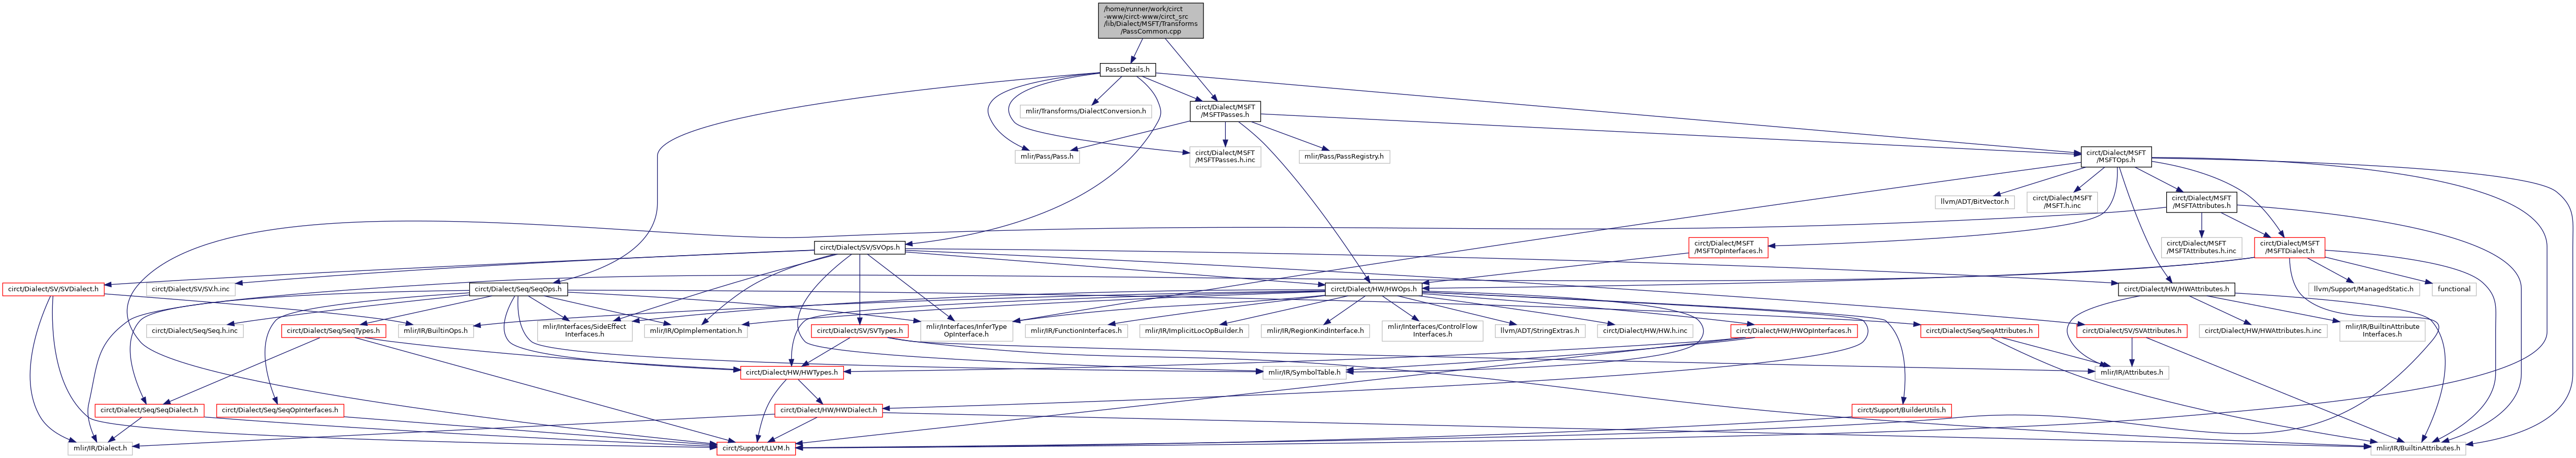 /home/runner/work/circt
-www/circt-www/circt_src
/lib/Dialect/MSFT/Transforms
/PassCommon.cpp
PassDetails.h
mlir/Transforms/DialectConversion.h
circt/Dialect/MSFT
/MSFTPasses.h
mlir/Pass/Pass.h
circt/Dialect/MSFT
/MSFTPasses.h.inc
mlir/Pass/PassRegistry.h
circt/Dialect/MSFT
/MSFTOps.h
llvm/ADT/BitVector.h
circt/Dialect/MSFT
/MSFT.h.inc
circt/Dialect/MSFT
/MSFTAttributes.h
circt/Dialect/SV/SVOps.h
circt/Dialect/MSFT
/MSFTOpInterfaces.h
circt/Dialect/MSFT
/MSFTAttributes.h.inc
circt/Dialect/MSFT
/MSFTDialect.h
circt/Dialect/SV/SVDialect.h
circt/Dialect/SV/SV.h.inc
circt/Dialect/Seq/SeqOps.h
circt/Dialect/HW/HWOps.h
circt/Dialect/HW/HWAttributes.h
llvm/Support/ManagedStatic.h
functional
circt/Dialect/Seq/Seq.h.inc
circt/Dialect/Seq/SeqTypes.h
mlir/IR/BuiltinOps.h
mlir/Interfaces/SideEffect
Interfaces.h
mlir/IR/OpImplementation.h
circt/Dialect/SV/SVTypes.h
mlir/Interfaces/InferType
OpInterface.h
mlir/IR/FunctionInterfaces.h
mlir/IR/ImplicitLocOpBuilder.h
mlir/IR/RegionKindInterface.h
mlir/Interfaces/ControlFlow
Interfaces.h
llvm/ADT/StringExtras.h
circt/Dialect/HW/HW.h.inc
circt/Dialect/HW/HWOpInterfaces.h
circt/Dialect/Seq/SeqAttributes.h
circt/Dialect/SV/SVAttributes.h
circt/Dialect/HW/HWAttributes.h.inc
mlir/IR/BuiltinAttribute
Interfaces.h
circt/Dialect/HW/HWTypes.h
mlir/IR/SymbolTable.h
mlir/IR/Attributes.h
circt/Dialect/Seq/SeqDialect.h
circt/Dialect/Seq/SeqOpInterfaces.h
circt/Dialect/HW/HWDialect.h
circt/Support/BuilderUtils.h
mlir/IR/Dialect.h
circt/Support/LLVM.h
mlir/IR/BuiltinAttributes.h